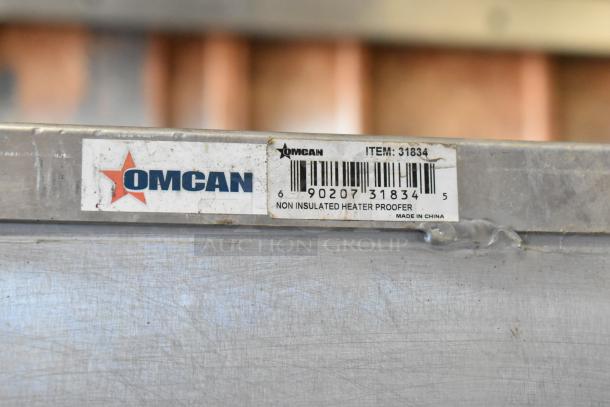 OMCAN
OMCAN ITEM: 31834
6 90207 31834 5
NON INSULATED HEATER PROOFER
MADE IN CHINA
AUCTION GROUP